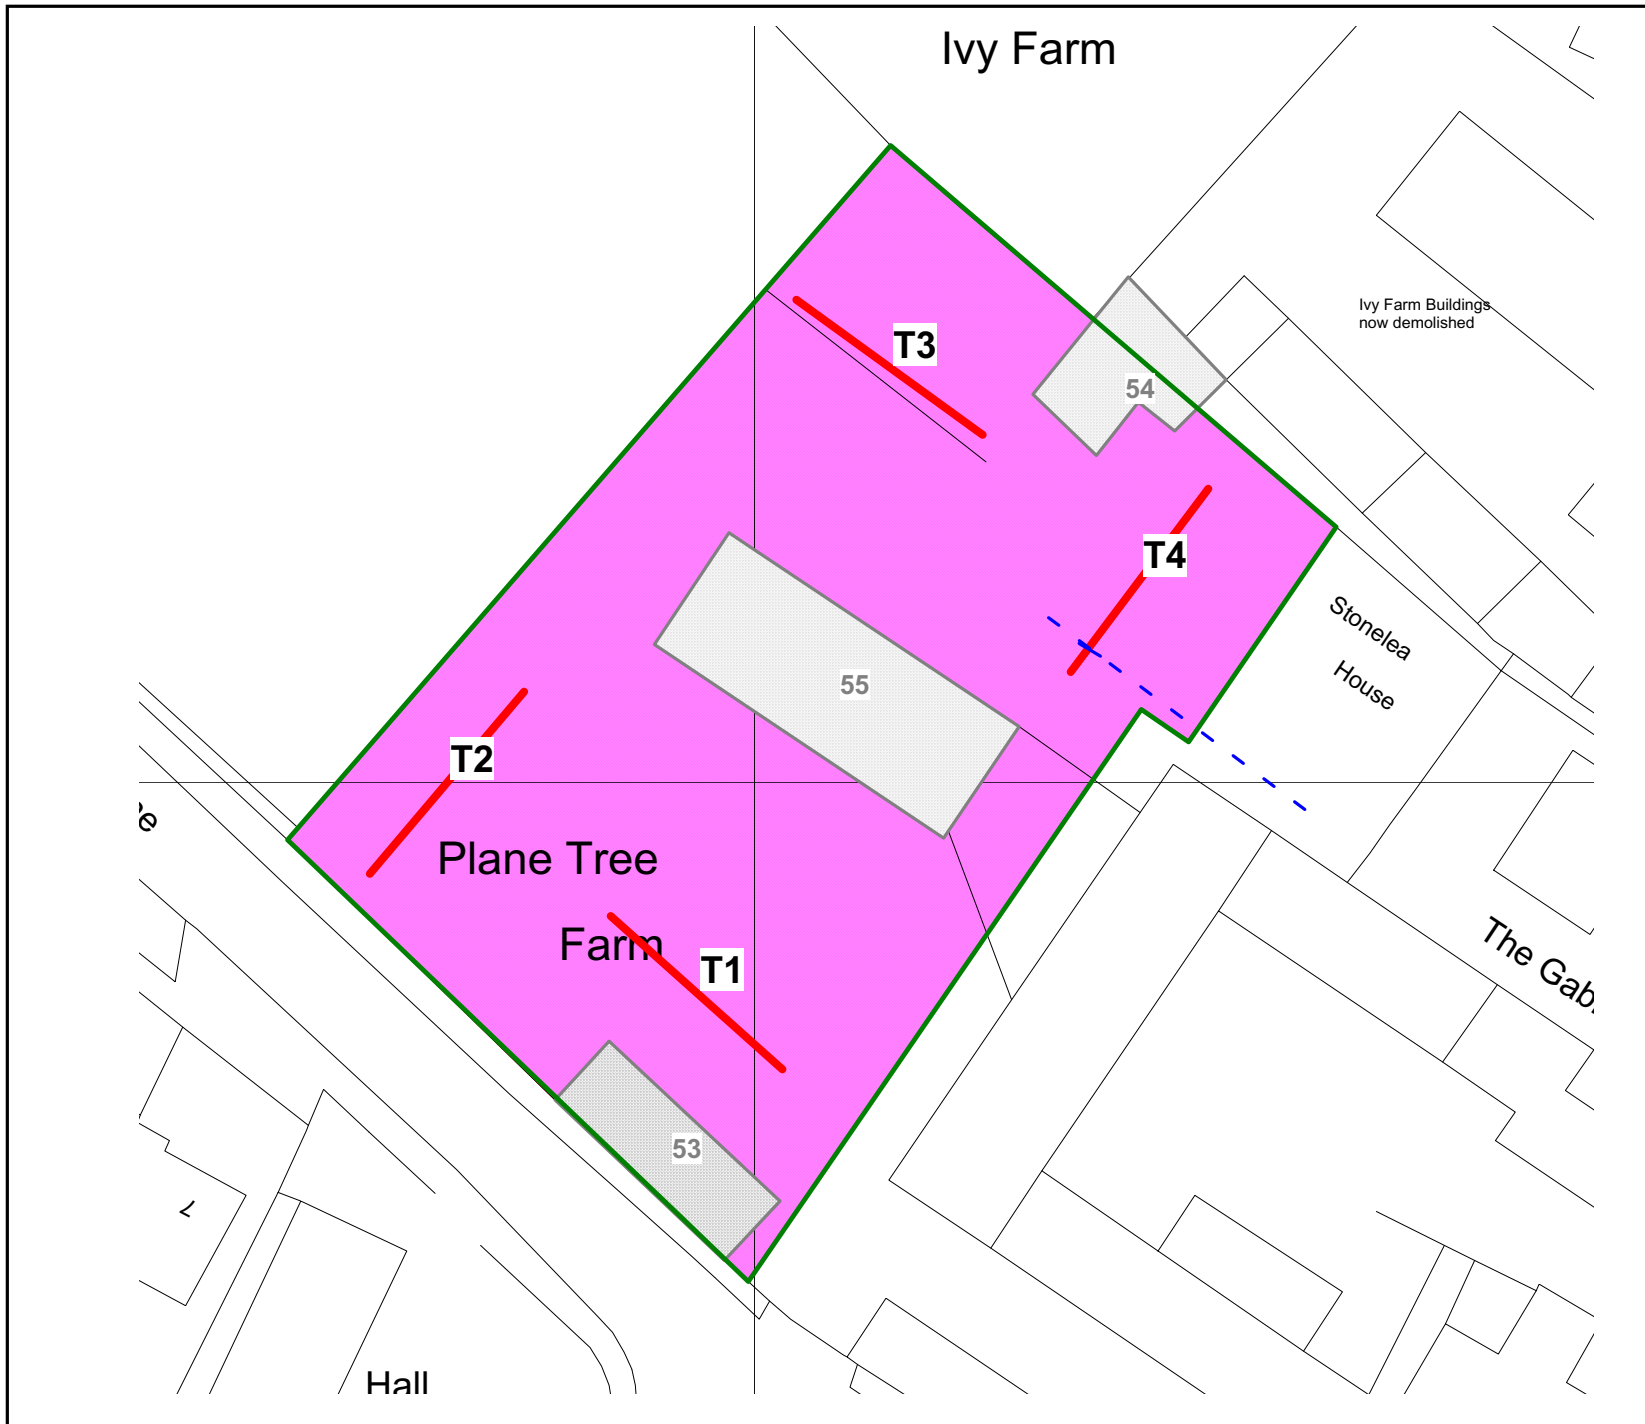 Ivy Farm
Ivy Farm Buildings
now demolished
T3
54
T4
Stonelea
House
55
T2
Plane Tree
Farm
T1
The Gab
53
7
Hall